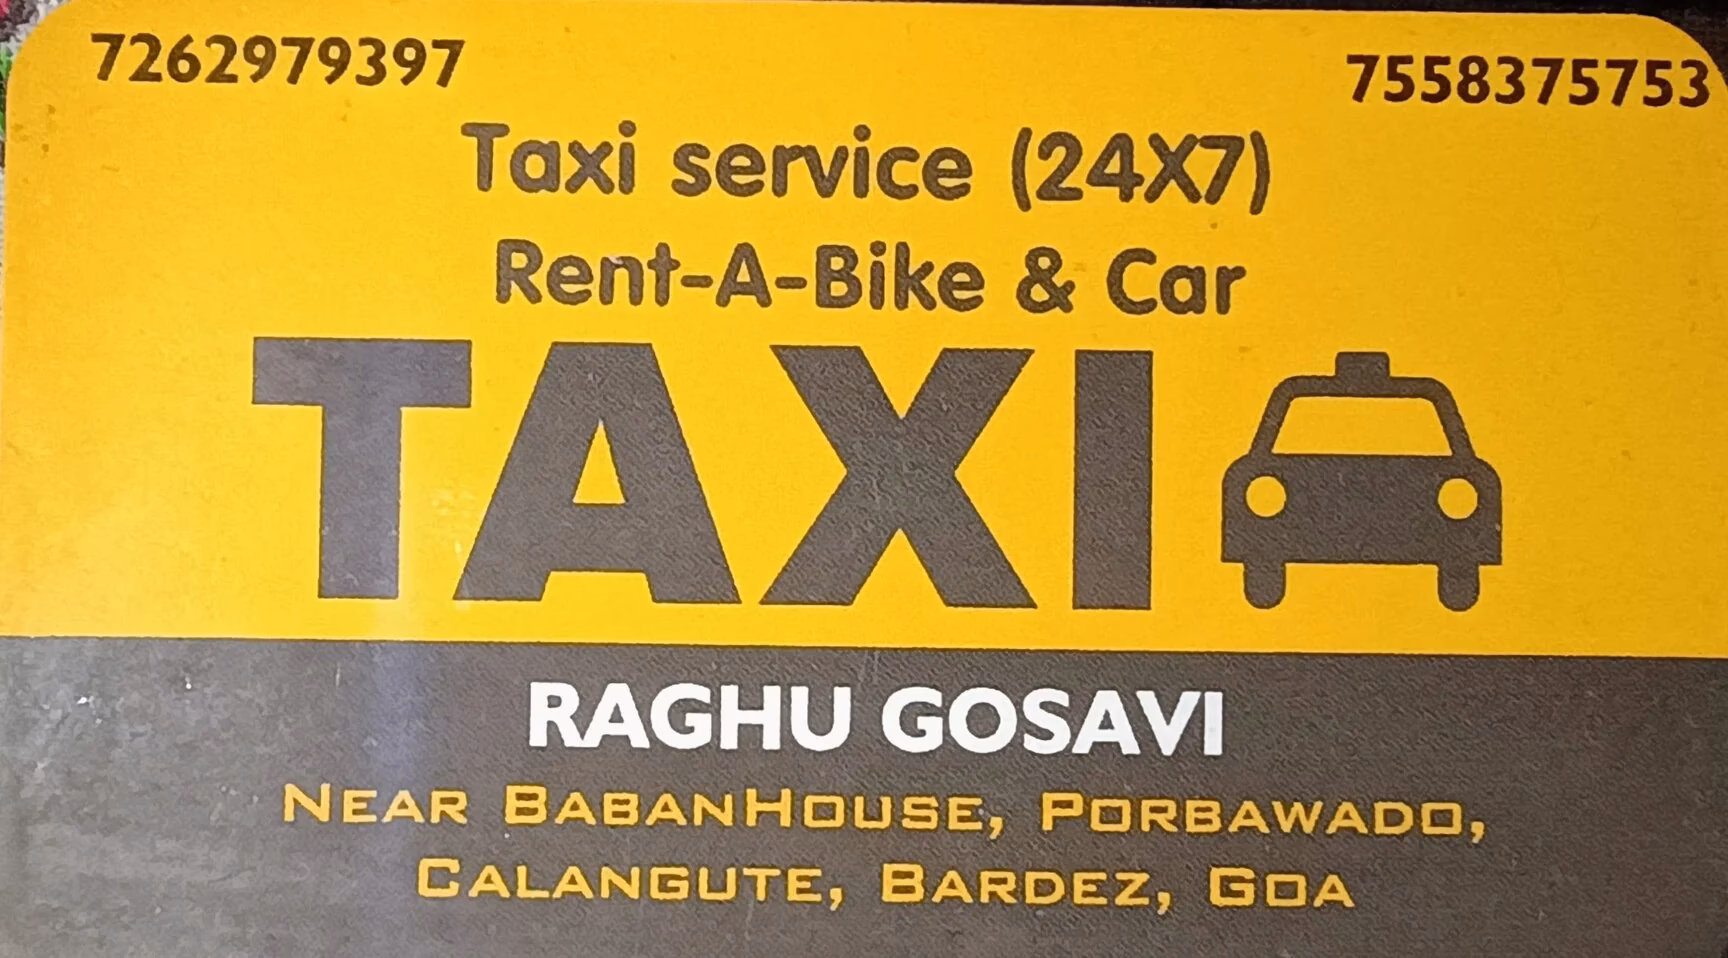 7262979397
7558375753
Taxi service (24X7)
Rent-A-Bike & Car
TAXI
RAGHU GOSAVI
NEAR BABANHOUSE, PORBAWADO,
CALANGUTE, BARDEZ, GOA